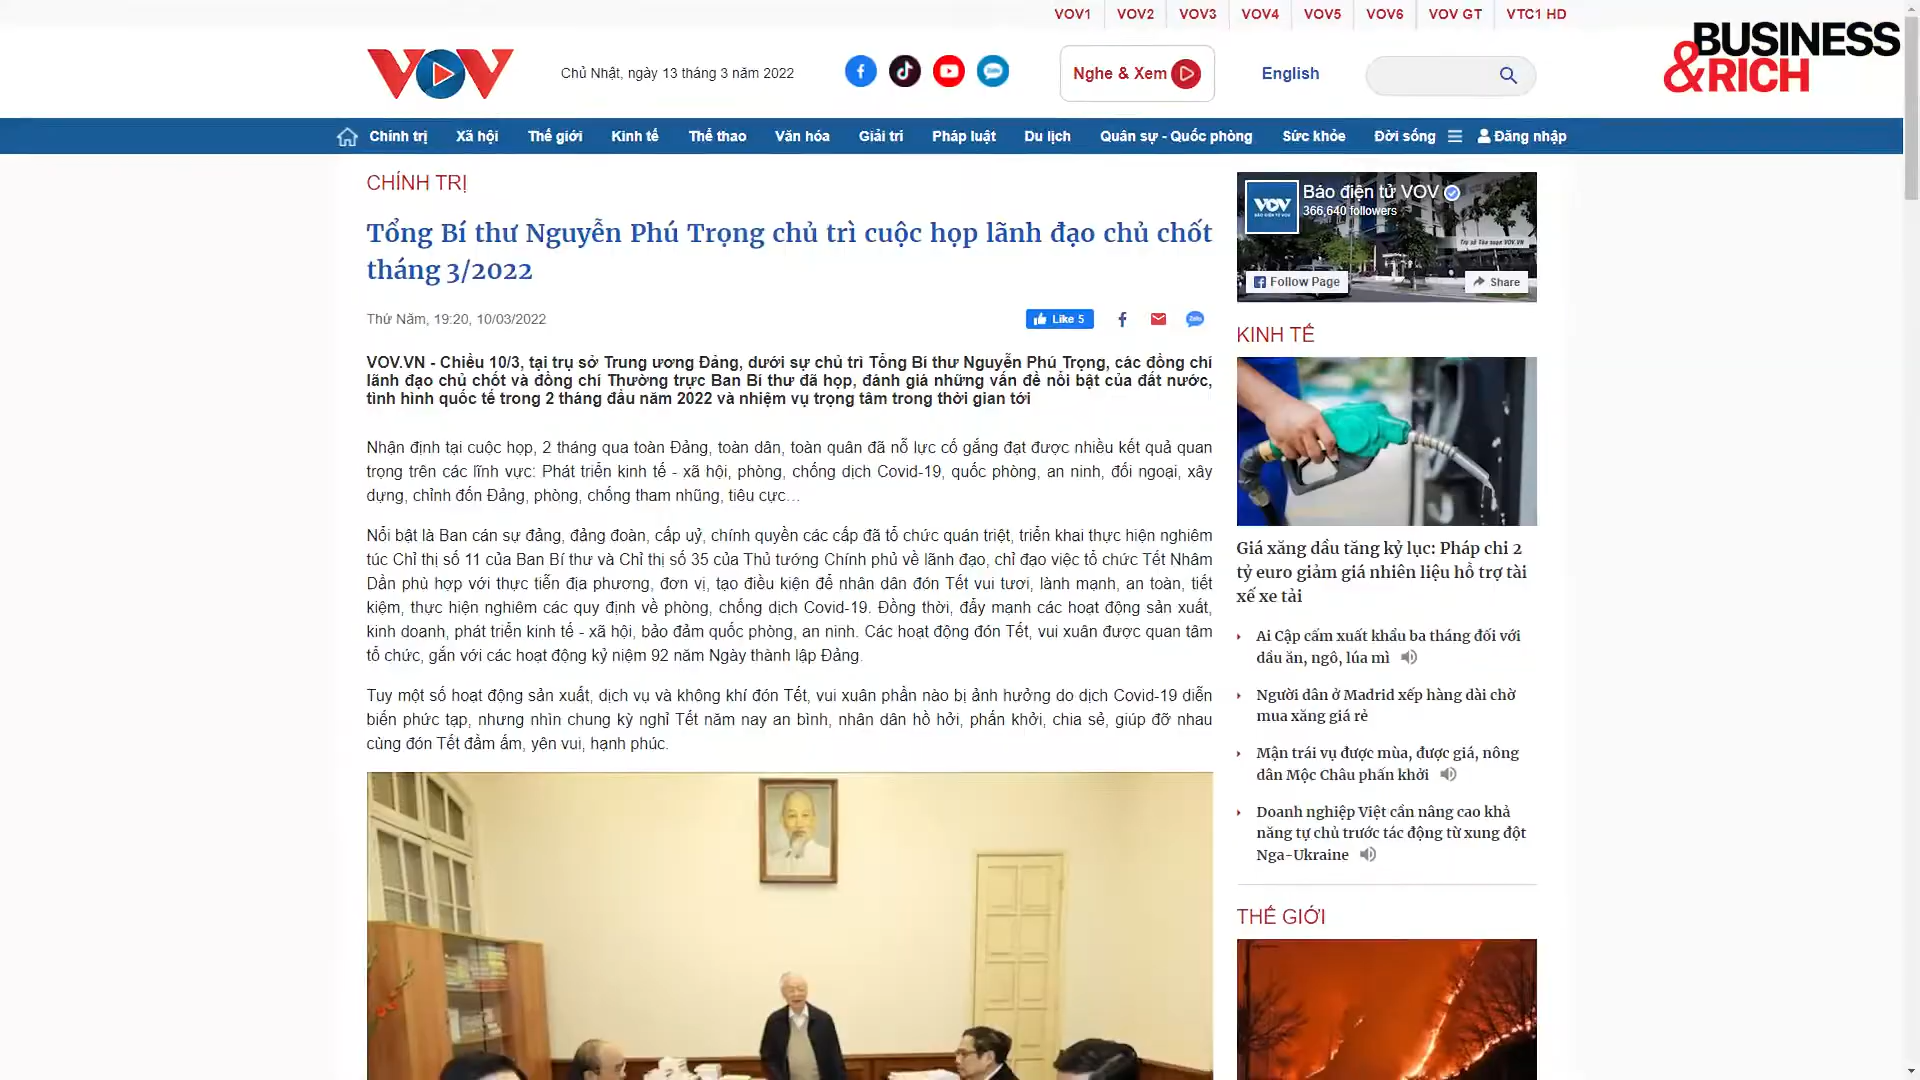 VOV1 VOV2 VOV3 VOV4 VOV5 VOV6 VOV GT VTC1 HD
BUSINESS
&RICH
VOV
Chủ Nhật, ngày 13 tháng 3 năm 2022
Zalo
Nghe & Xem
English
Chính trị Xã hội Thế giới Kinh tế Thể thao Văn hóa Giải trí Pháp luật Du lịch Quân sự - Quốc phòng Sức khỏe Đời sống Đăng nhập
CHÍNH TRỊ
Tổng Bí thư Nguyễn Phú Trọng chủ trì cuộc họp lãnh đạo chủ chốt
tháng 3/2022
Thứ Năm, 19:20, 10/03/2022
Like 5
Zalo
VOV.VN - Chiều 10/3, tại trụ sở Trung ương Đảng, dưới sự chủ trì Tổng Bí thư Nguyễn Phú Trọng, các đồng chí
lãnh đạo chủ chốt và đồng chí Thường trực Ban Bí thư đã họp, đánh giá những vấn đề nổi bật của đất nước,
tình hình quốc tế trong 2 tháng đầu năm 2022 và nhiệm vụ trọng tâm trong thời gian tới
Nhận định tại cuộc họp, 2 tháng qua toàn Đảng, toàn dân, toàn quân đã nỗ lực cố gắng đạt được nhiều kết quả quan
trọng trên các lĩnh vực: Phát triển kinh tế - xã hội, phòng, chống dịch Covid-19, quốc phòng, an ninh, đối ngoại, xây
dựng, chỉnh đốn Đảng, phòng, chống tham nhũng, tiêu cực…
Nổi bật là Ban cán sự đảng, đảng đoàn, cấp uỷ, chính quyền các cấp đã tổ chức quán triệt, triển khai thực hiện nghiêm
túc Chỉ thị số 11 của Ban Bí thư và Chỉ thị số 35 của Thủ tướng Chính phủ về lãnh đạo, chỉ đạo việc tổ chức Tết Nhâm
Dần phù hợp với thực tiễn địa phương, đơn vị, tạo điều kiện để nhân dân đón Tết vui tươi, lành mạnh, an toàn, tiết
kiệm, thực hiện nghiêm các quy định về phòng, chống dịch Covid-19. Đồng thời, đẩy mạnh các hoạt động sản xuất,
kinh doanh, phát triển kinh tế - xã hội, bảo đảm quốc phòng, an ninh. Các hoạt động đón Tết, vui xuân được quan tâm
tổ chức, gắn với các hoạt động kỷ niệm 92 năm Ngày thành lập Đảng.
Tuy một số hoạt động sản xuất, dịch vụ và không khí đón Tết, vui xuân phần nào bị ảnh hưởng do dịch Covid-19 diễn
biến phức tạp, nhưng nhìn chung kỳ nghỉ Tết năm nay an bình, nhân dân hồ hởi, phấn khởi, chia sẻ, giúp đỡ nhau
cùng đón Tết đầm ấm, yên vui, hạnh phúc.
VOV
BÁO ĐIỆN TỬ VOV
Báo điện tử VOV
366,640 followers
Trụ sở Tòa soạn VOV.VN
Follow Page
Share
KINH TẾ
Giá xăng dầu tăng kỷ lục: Pháp chi 2
tỷ euro giảm giá nhiên liệu hỗ trợ tài
xế xe tải
Ai Cập cấm xuất khẩu ba tháng đối với
dầu ăn, ngô, lúa mì
Người dân ở Madrid xếp hàng dài chờ
mua xăng giá rẻ
Mận trái vụ được mùa, được giá, nông
dân Mộc Châu phấn khởi
Doanh nghiệp Việt cần nâng cao khả
năng tự chủ trước tác động từ xung đột
Nga-Ukraine
THẾ GIỚI